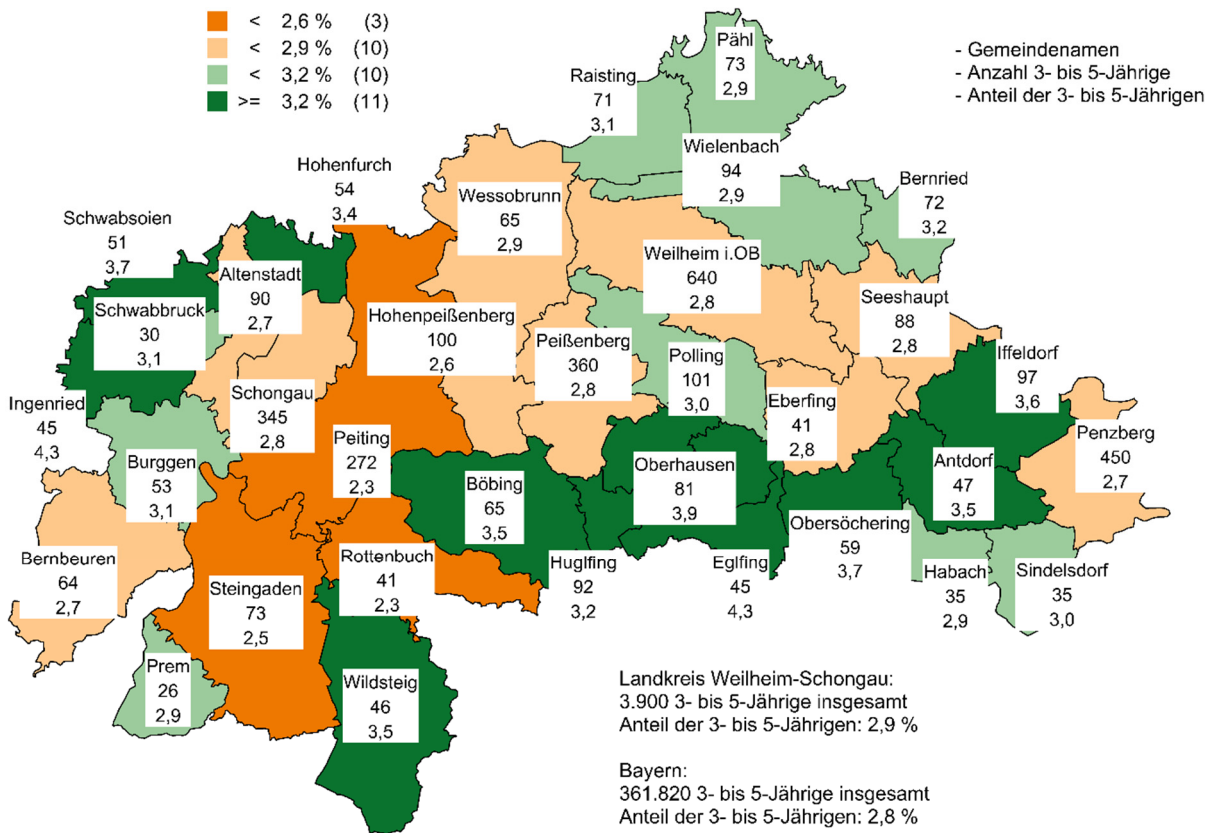 < 2,6 % (3)
< 2,9 % (10)
< 3,2 % (10)
>= 3,2 % (11)
- Gemeindenamen
- Anzahl 3- bis 5-Jährige
- Anteil der 3- bis 5-Jährigen
Pähl
73
2,9
Raisting
71
3,1
Wielenbach
94
2,9
Bernried
72
3,2
Hohenfurch
54
3,4
Wessobrunn
65
2,9
Schwabsoien
51
3,7
Altenstadt
90
2,7
Weilheim i.OB
640
2,8
Seeshaupt
88
2,8
Schwabbruck
30
3,1
Hohenpeißenberg
100
2,6
Peißenberg
360
2,8
Polling
101
3,0
Iffeldorf
97
3,6
Ingenried
45
4,3
Schongau
345
2,8
Eberfing
41
2,8
Penzberg
450
2,7
Burggen
53
3,1
Peiting
272
2,3
Böbing
65
3,5
Oberhausen
81
3,9
Antdorf
47
3,5
Obersöchering
59
3,7
Bernbeuren
64
2,7
Steingaden
73
2,5
Rottenbuch
41
2,3
Huglfing
92
3,2
Eglfing
45
4,3
Habach
35
2,9
Sindelsdorf
35
3,0
Prem
26
2,9
Wildsteig
46
3,5
Landkreis Weilheim-Schongau:
3.900 3- bis 5-Jährige insgesamt
Anteil der 3- bis 5-Jährigen: 2,9 %
Bayern:
361.820 3- bis 5-Jährige insgesamt
Anteil der 3- bis 5-Jährigen: 2,8 %